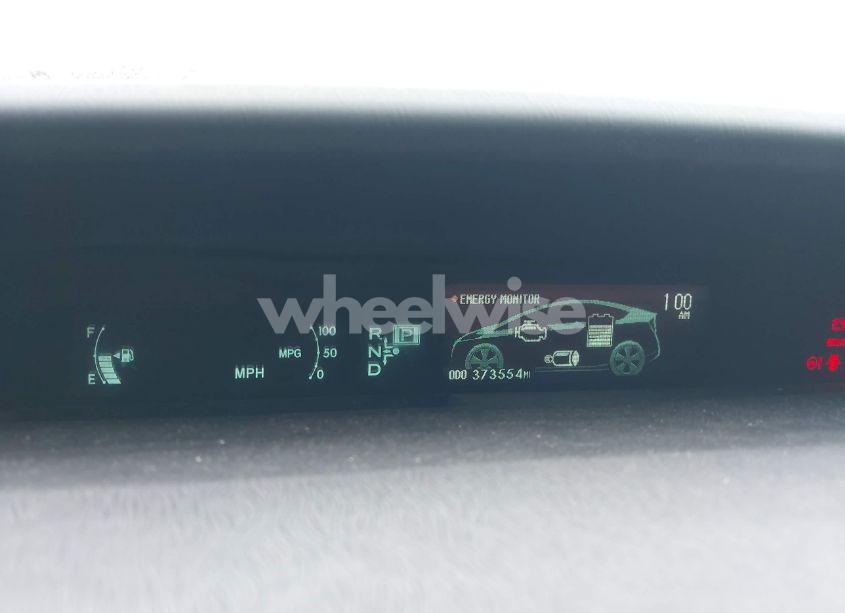 wheelwise
ENERGY MONITOR
1 00
AM
F
E
MPH
MPG
100
50
0
R
N
D
P
ODO 373554 MI